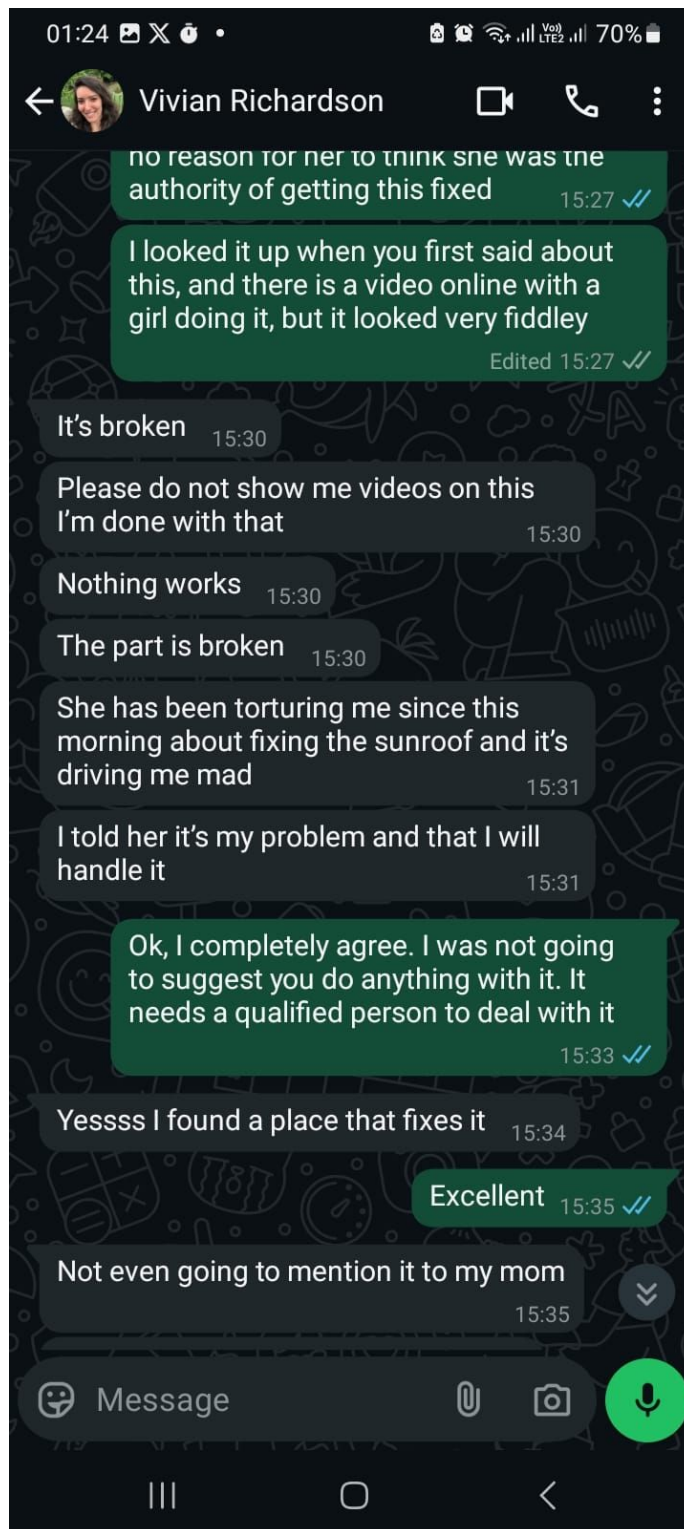 01:24
Vo))
LTE2
70%
Vivian Richardson
no reason for her to think she was the
authority of getting this fixed
15:27
I looked it up when you first said about
this, and there is a video online with a
girl doing it, but it looked very fiddley
Edited 15:27
It’s broken 15:30
Please do not show me videos on this
I’m done with that
15:30
Nothing works 15:30
The part is broken 15:30
She has been torturing me since this
morning about fixing the sunroof and it’s
driving me mad
15:31
I told her it’s my problem and that I will
handle it
15:31
Ok, I completely agree. I was not going
to suggest you do anything with it. It
needs a qualified person to deal with it
15:33
Yessss I found a place that fixes it 15:34
Excellent 15:35
Not even going to mention it to my mom
15:35
Message